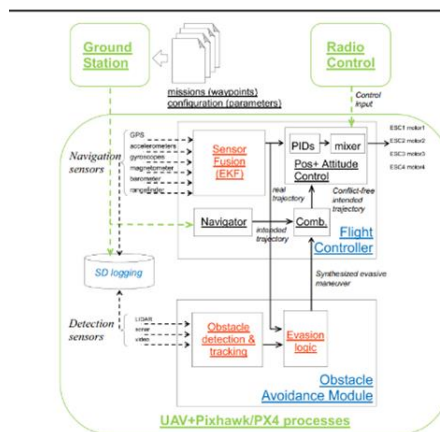 Ground
Station
Radio
Control
missions (waypoints)
configuration (parameters)
Control
input
GPS
accelerometers
gyroscopes
magnetometer
barometer
rangefinder
Navigation
sensors
Sensor
Fusion
(EKF)
PIDs
mixer
Pos+ Attitude
Control
ESC1 motor1
ESC2 motor2
ESC3 motor3
ESC4 motor4
real
trajectory
Conflict-free
intended
trajectory
Navigator
intended
trajectory
Comb.
Flight
Controller
SD logging
Synthesized evasive
maneuver
Detection
sensors
LIDAR
sonar
video
Obstacle
detection &
tracking
Evasion
logic
Obstacle
Avoidance Module
UAV+Pixhawk/PX4 processes